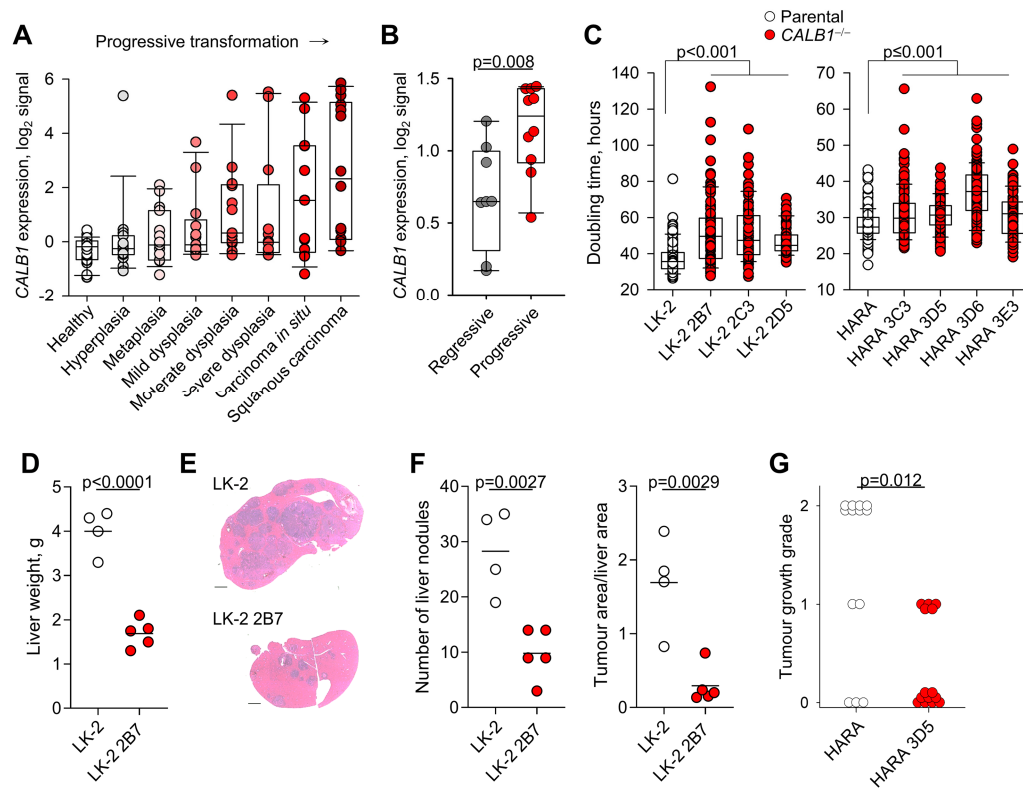 A
Progressive transformation →
CALB1 expression, log2 signal
6
4
2
0
-2
Healthy
Hyperplasia
Metaplasia
Mild dysplasia
Moderate dysplasia
Severe dysplasia
Carcinoma in situ
Squamous carcinoma
B
p=0.008
CALB1 expression, log2 signal
1.5
1.0
0.5
0.0
Regressive
Progressive
C
Parental
CALB1–/–
p<0.001
Doubling time, hours
140
120
100
80
60
40
20
LK-2
LK-2 2B7
LK-2 2C3
LK-2 2D5
p≤0.001
70
60
50
40
30
20
10
HARA
HARA 3C3
HARA 3D5
HARA 3D6
HARA 3E3
D
p<0.0001
Liver weight, g
5
4
3
2
1
0
LK-2
LK-2 2B7
E
LK-2
LK-2 2B7
F
p=0.0027
Number of liver nodules
40
30
20
10
0
LK-2
LK-2 2B7
p=0.0029
Tumour area/liver area
3
2
1
0
LK-2
LK-2 2B7
G
p=0.012
Tumour growth grade
2
1
0
HARA
HARA 3D5